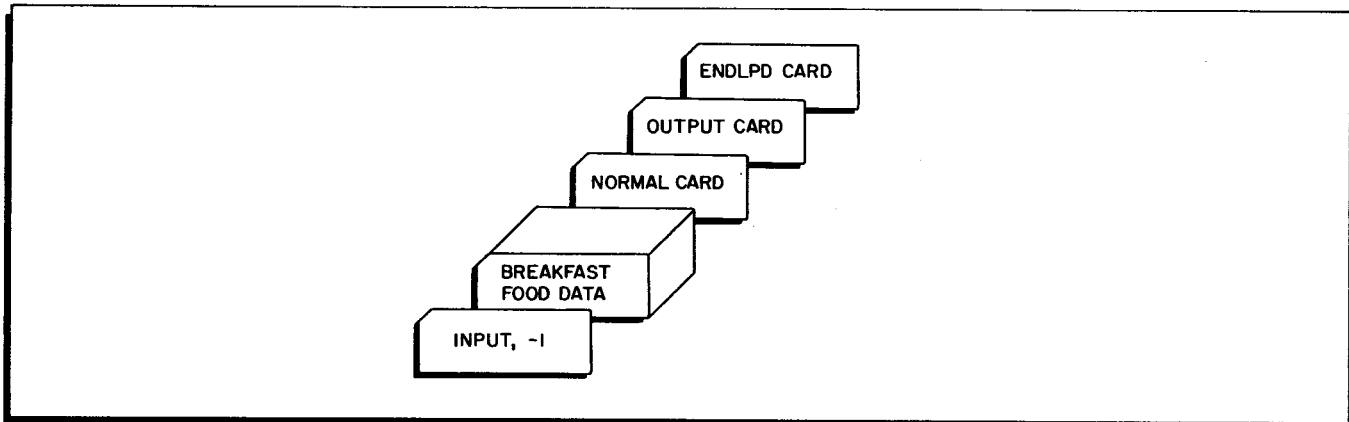 ENDLPD CARD
OUTPUT CARD
NORMAL CARD
BREAKFAST
FOOD DATA
INPUT, -1